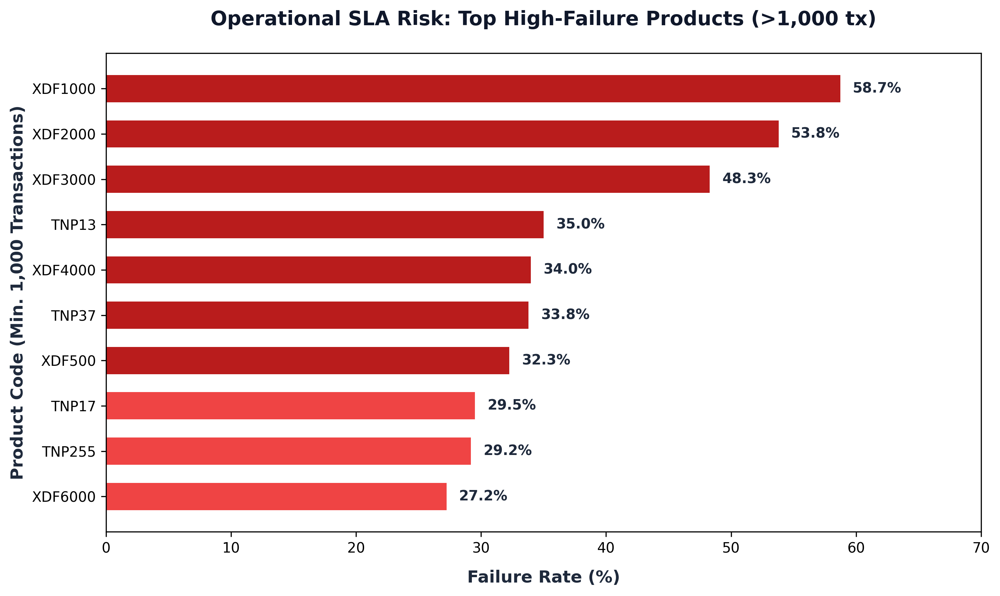 Operational SLA Risk: Top High-Failure Products (>1,000 tx)
Product Code (Min. 1,000 Transactions)
XDF1000 58.7%
XDF2000 53.8%
XDF3000 48.3%
TNP13 35.0%
XDF4000 34.0%
TNP37 33.8%
XDF500 32.3%
TNP17 29.5%
TNP255 29.2%
XDF6000 27.2%
0 10 20 30 40 50 60 70
Failure Rate (%)